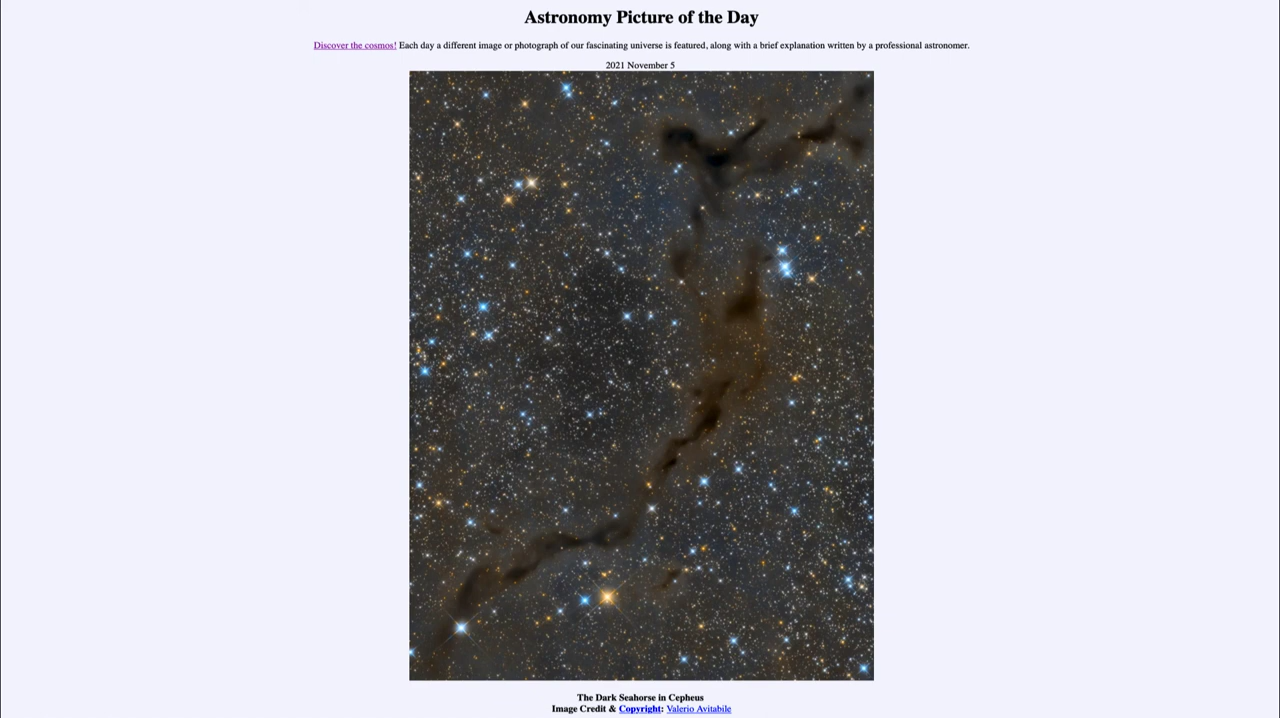 Astronomy Picture of the Day
Discover the cosmos! Each day a different image or photograph of our fascinating universe is featured, along with a brief explanation written by a professional astronomer.
2021 November 5
The Dark Seahorse in Cepheus
Image Credit & Copyright: Valerio Avitabile